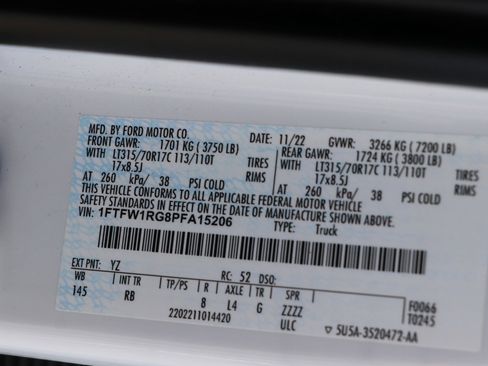 MFD. BY FORD MOTOR CO. 11/22 GVWR: 3266 KG ( 7200 LB)
FRONT GAWR: 1701 KG ( 3750 LB) REAR GAWR: 1724 KG ( 3800 LB)
WITH LT315/70R17C 113/110T TIRES WITH LT315/70R17C 113/110T TIRES
17x8.5J 17x8.5J
AT 260 kPa/ 38 PSI COLD AT 260 kPa/ 38 PSI COLD
THIS VEHICLE CONFORMS TO ALL APPLICABLE FEDERAL MOTOR VEHICLE
SAFETY STANDARDS IN EFFECT ON THE DATE OF MANUFACTURE SHOWN ABOVE.
1FTFW1RG8PFA15206 TYPE: Truck
EXT PNT: YZ RC: 52 DSO:
WB INT TR TP/PS R AXLE TR SPR
145 RB 8 L4 G ZZZZ F0066
2202211014420 ULC T0245
5U5A-3520472-AA